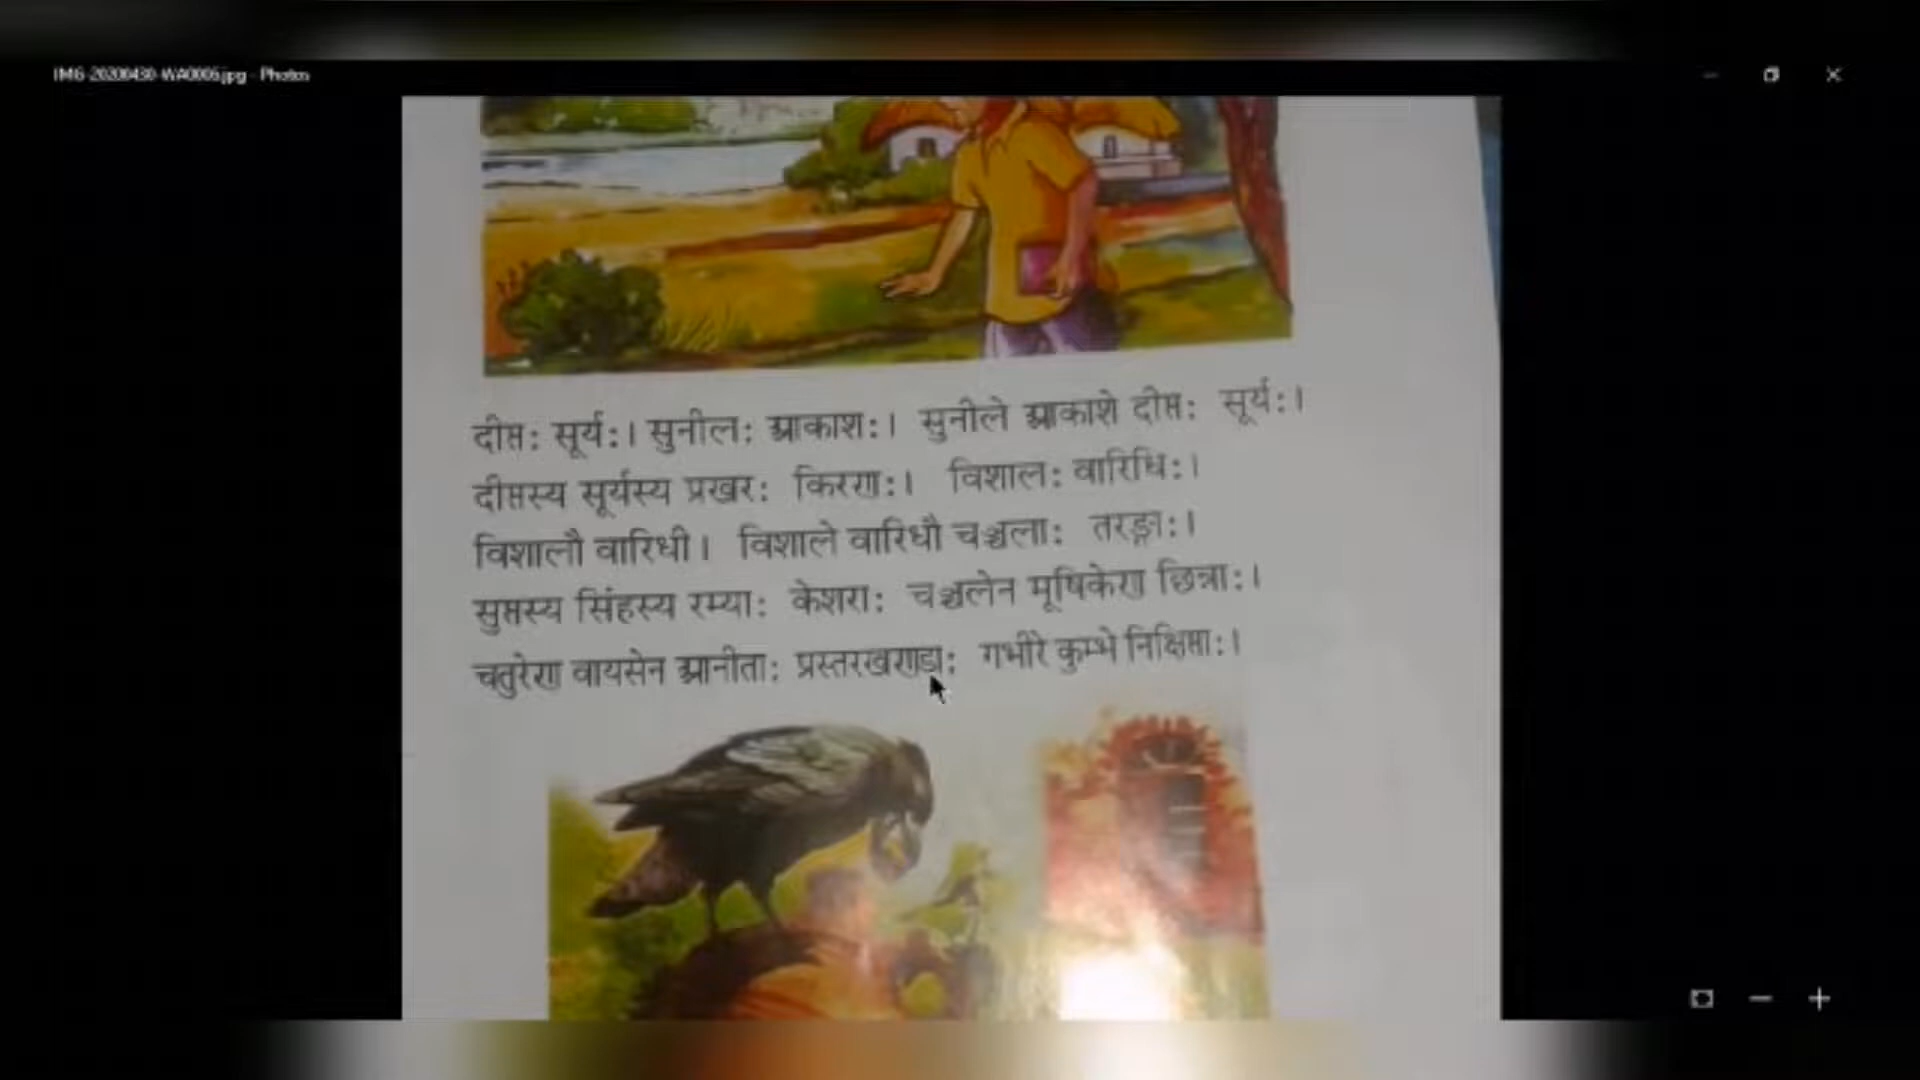 IMG-20200430-WA0006.jpg - Photos
दीप्तः सूर्यः। सुनीलः आकाशः। सुनीले आकाशे दीप्तः सूर्यः।
दीप्तस्य सूर्यस्य प्रखरः किरणः। विशालः वारिधिः।
विशालौ वारिधी। विशाले वारिधौ चञ्चलाः तरङ्गाः।
सुप्तस्य सिंहस्य रम्याः केशराः चञ्चलेन मूषिकेण छिन्नाः।
चतुरेण वायसेन आनीताः प्रस्तरखण्डाः गभीरे कुम्भे निक्षिप्ताः।